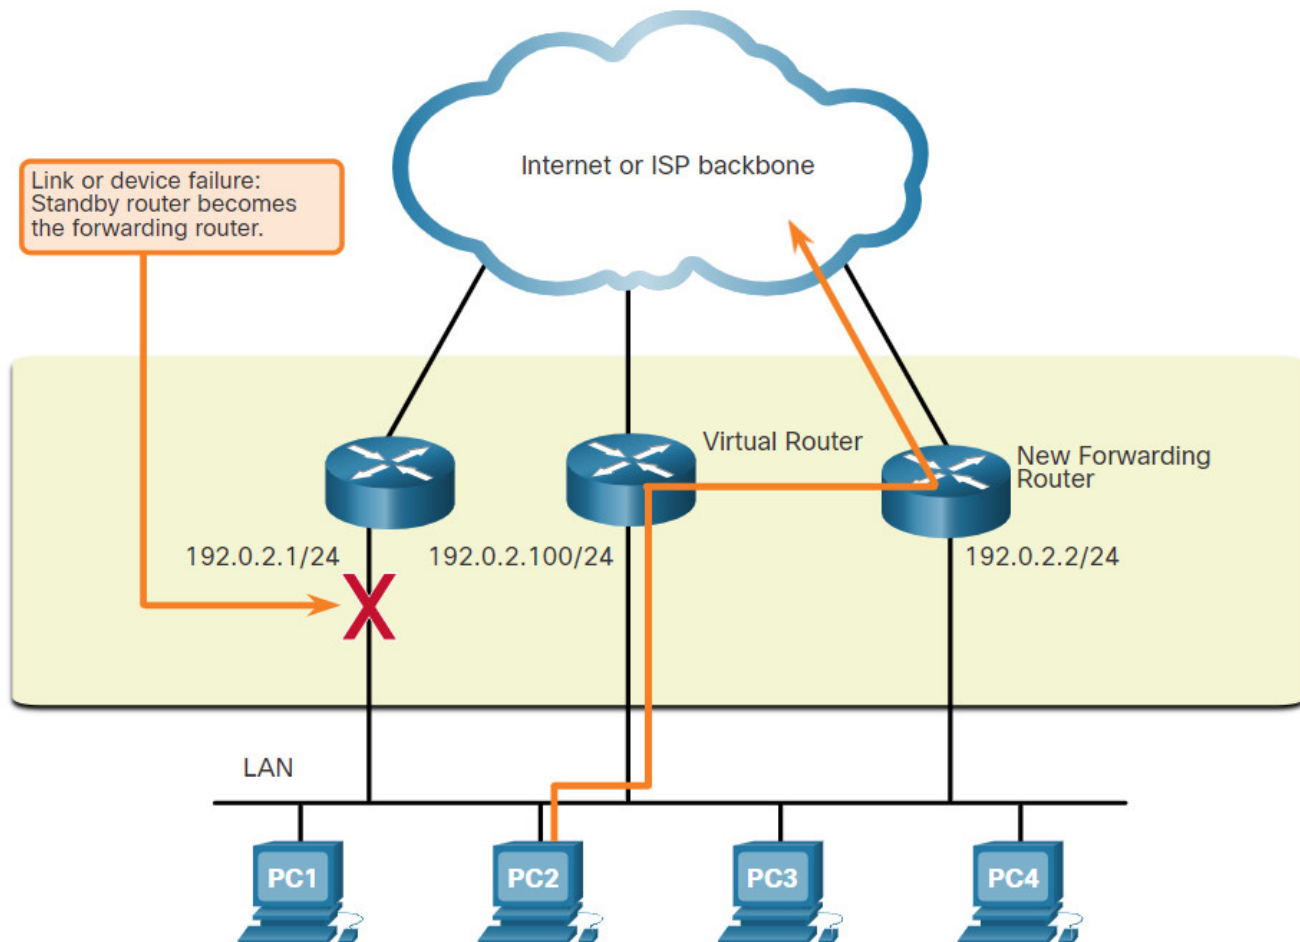 Internet or ISP backbone
Link or device failure:
Standby router becomes
the forwarding router.
Virtual Router
New Forwarding
Router
192.0.2.1/24
192.0.2.100/24
192.0.2.2/24
X
LAN
PC1
PC2
PC3
PC4